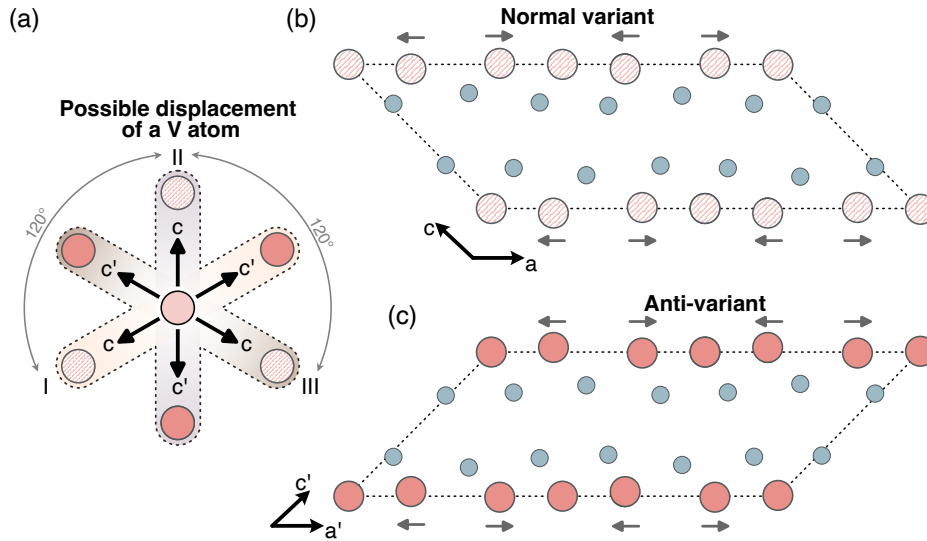 (a)
Possible displacement
of a V atom
II
120°
120°
c
c'
c'
c
c
c'
I
III
(b)
Normal variant
c
a
(c)
Anti-variant
c'
a'